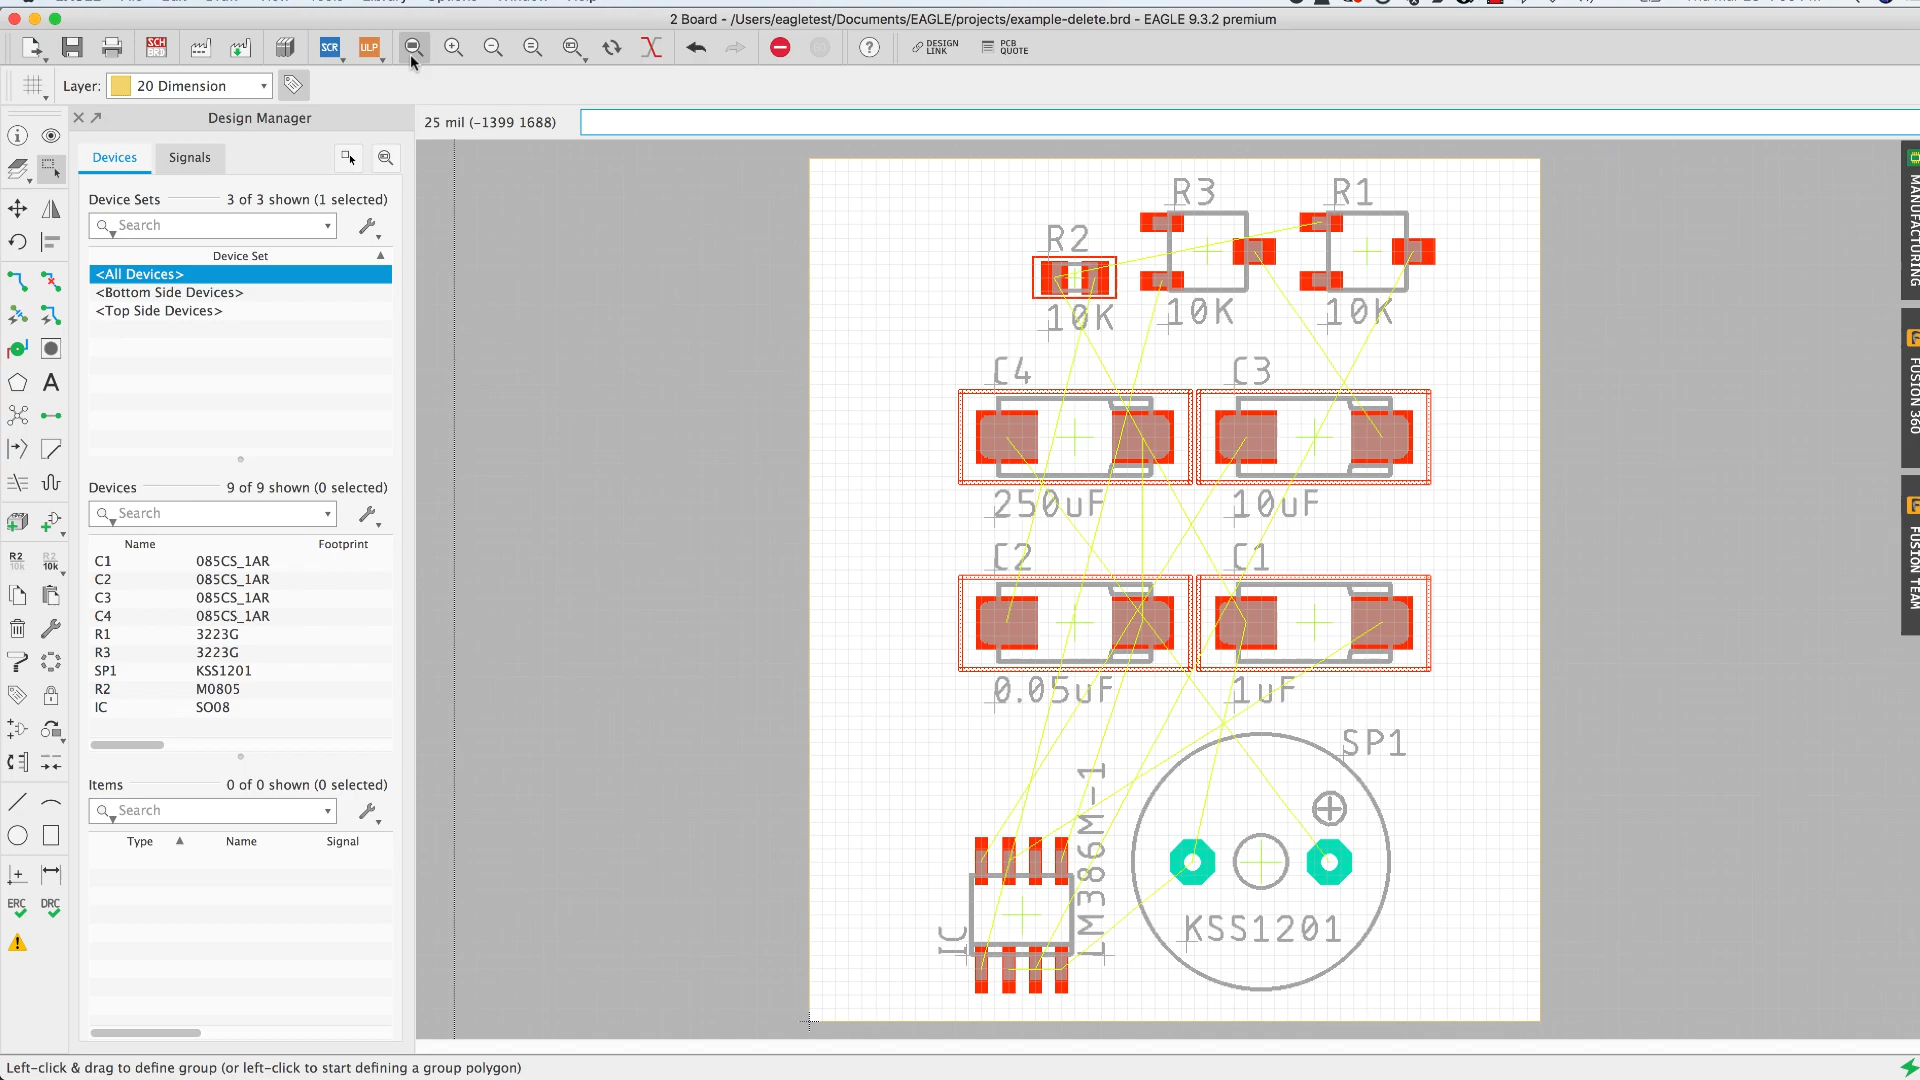 2 Board - /Users/eagletest/Documents/EAGLE/projects/example-delete.brd - EAGLE 9.3.2 premium
SCH
BRD
SCR
ULP
DESIGN
LINK
PCB
QUOTE
Layer:
20 Dimension
Design Manager
25 mil (-1399 1688)
Devices
Signals
Device Sets
3 of 3 shown (1 selected)
Search
Device Set
<All Devices>
<Bottom Side Devices>
<Top Side Devices>
Devices
9 of 9 shown (0 selected)
Search
Name
Footprint
C1 085CS_1AR
C2 085CS_1AR
C3 085CS_1AR
C4 085CS_1AR
R1 3223G
R3 3223G
SP1 KSS1201
R2 M0805
IC SO08
Items
0 of 0 shown (0 selected)
Search
Type
Name
Signal
R2
10k
R2
10k
ERC
DRC
R3
R1
R2
10K
10K
10K
C4
C3
250uF
10uF
C2
C1
0.05uF
1uF
SP1
LM386M-1
IC
KSS1201
MANUFACTURING
FUSION 360
FUSION TEAM
Left-click & drag to define group (or left-click to start defining a group polygon)